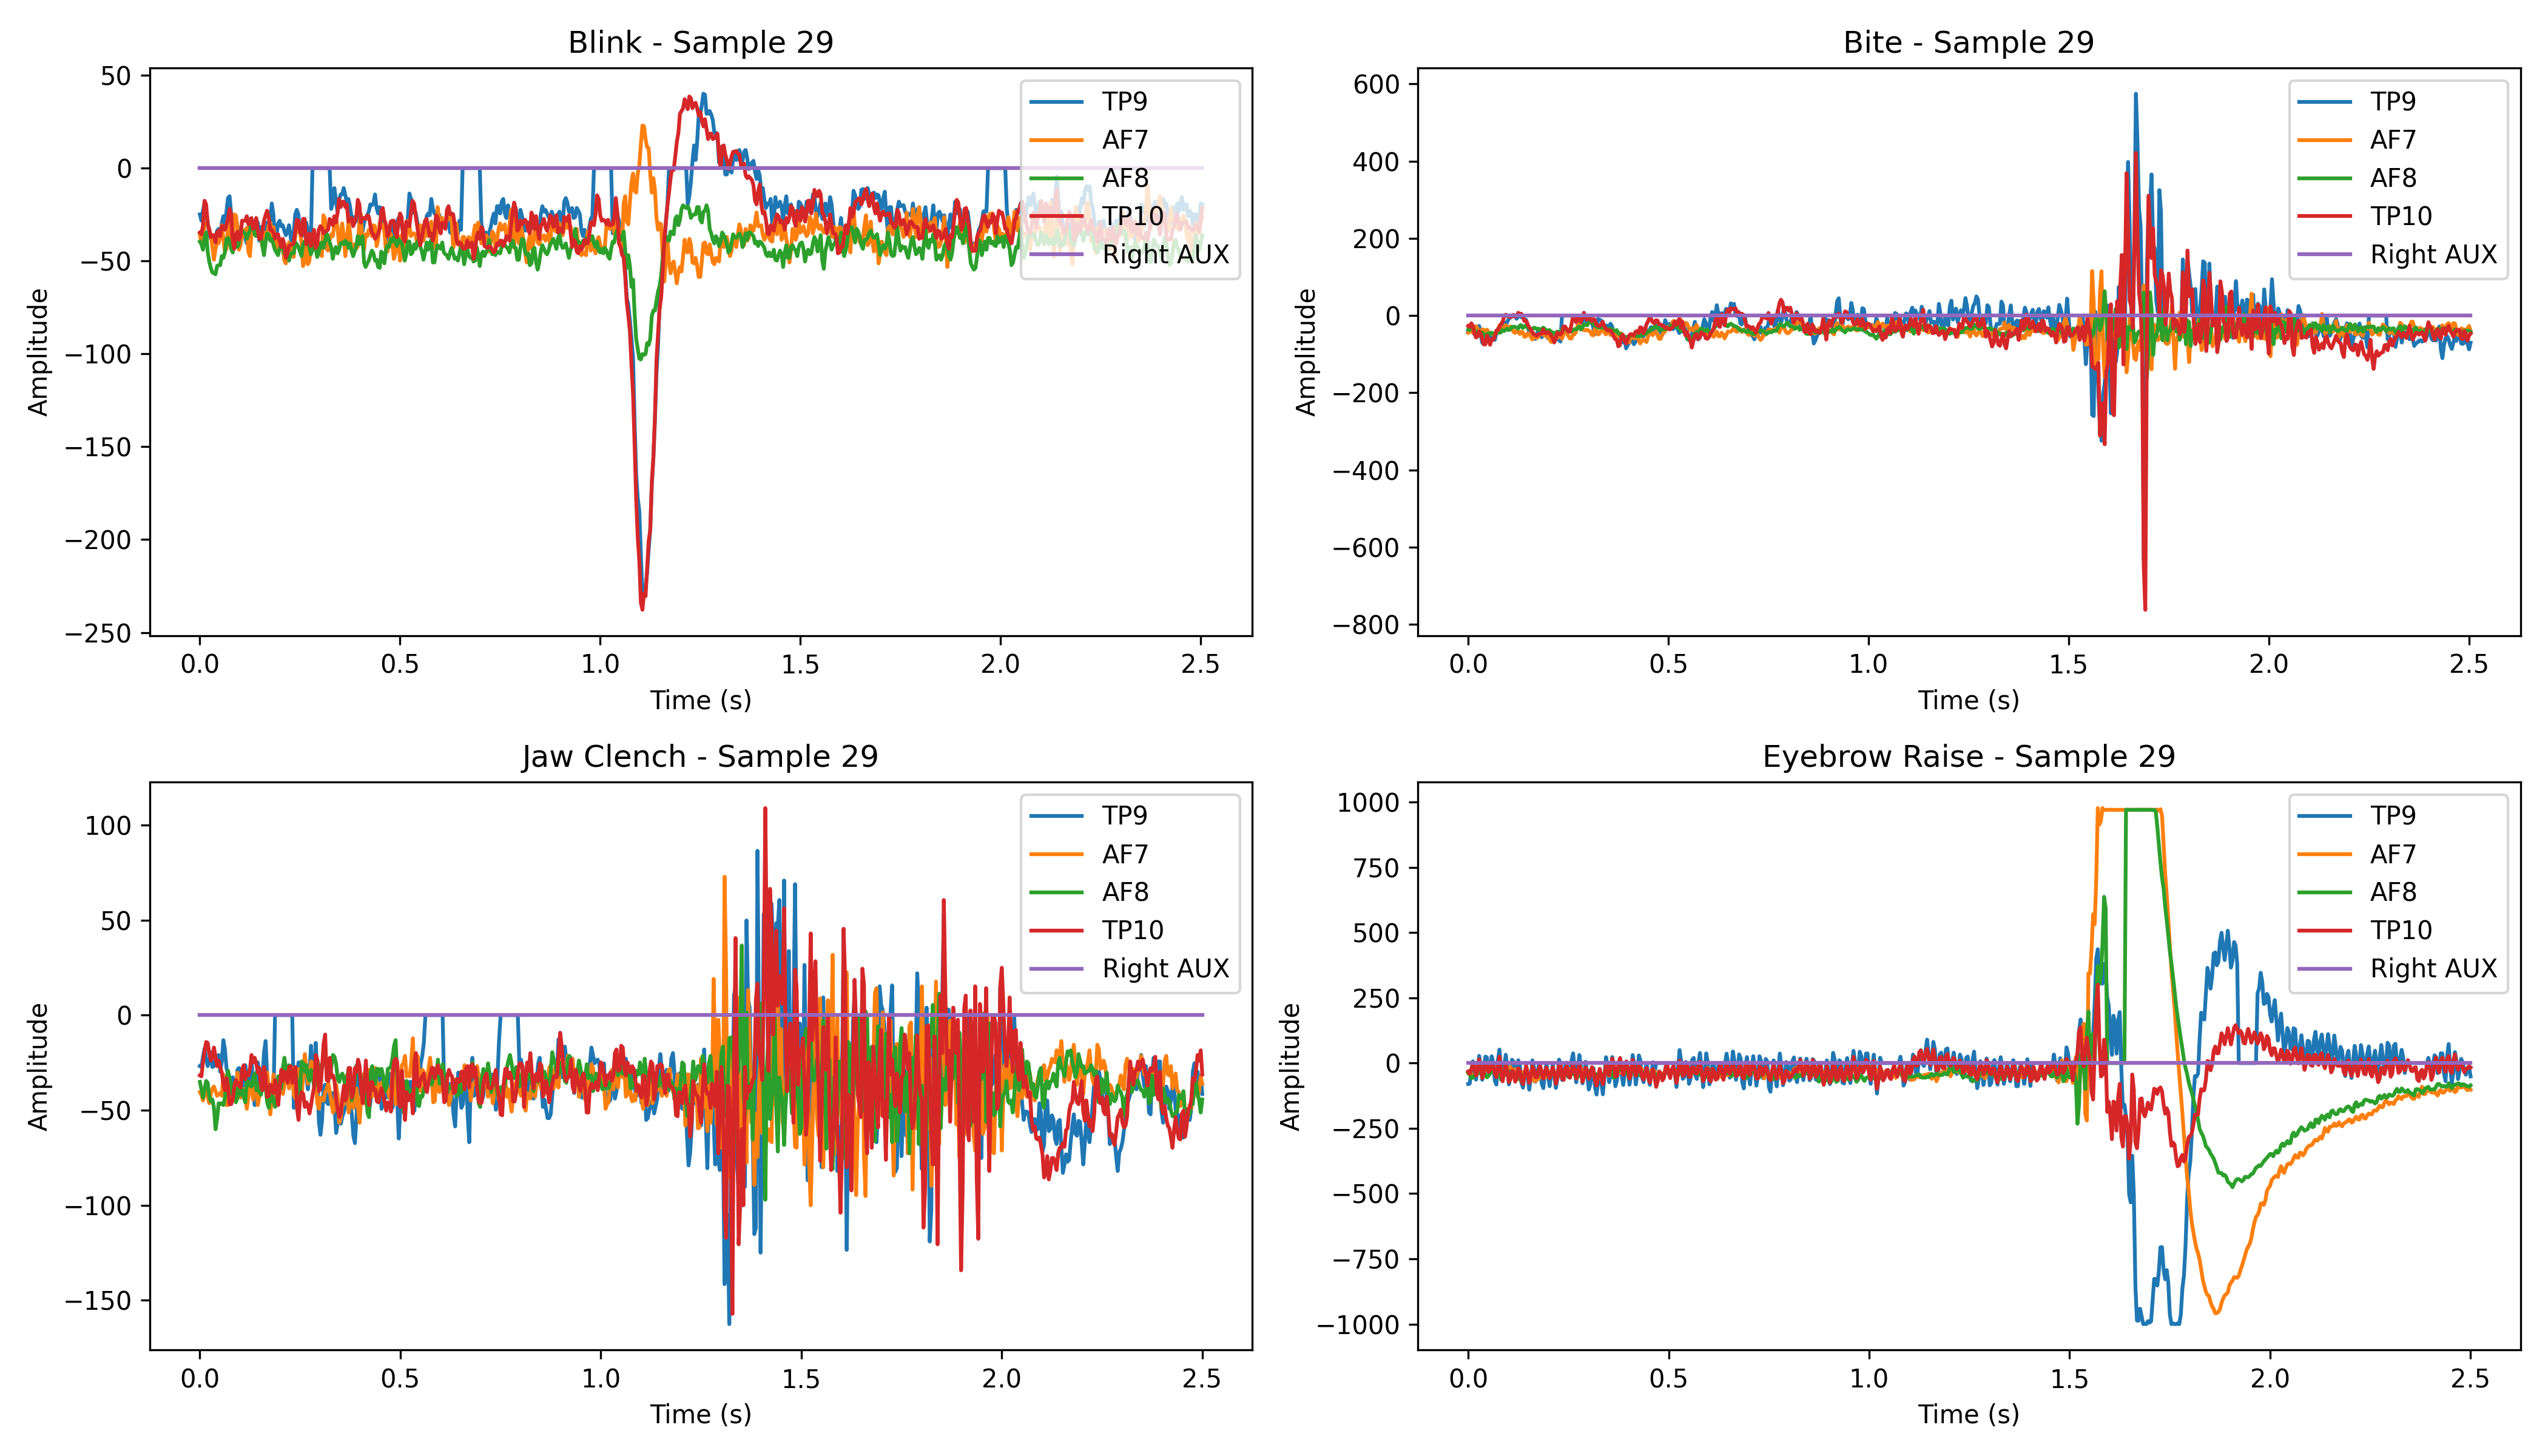 Blink - Sample 29
50
0
−50
−100
−150
−200
−250
Amplitude
0.0 0.5 1.0 1.5 2.0 2.5
Time (s)
TP9
AF7
AF8
TP10
Right AUX
Bite - Sample 29
600
400
200
0
−200
−400
−600
−800
Amplitude
0.0 0.5 1.0 1.5 2.0 2.5
Time (s)
TP9
AF7
AF8
TP10
Right AUX
Jaw Clench - Sample 29
100
50
0
−50
−100
−150
Amplitude
0.0 0.5 1.0 1.5 2.0 2.5
Time (s)
TP9
AF7
AF8
TP10
Right AUX
Eyebrow Raise - Sample 29
1000
750
500
250
0
−250
−500
−750
−1000
Amplitude
0.0 0.5 1.0 1.5 2.0 2.5
Time (s)
TP9
AF7
AF8
TP10
Right AUX